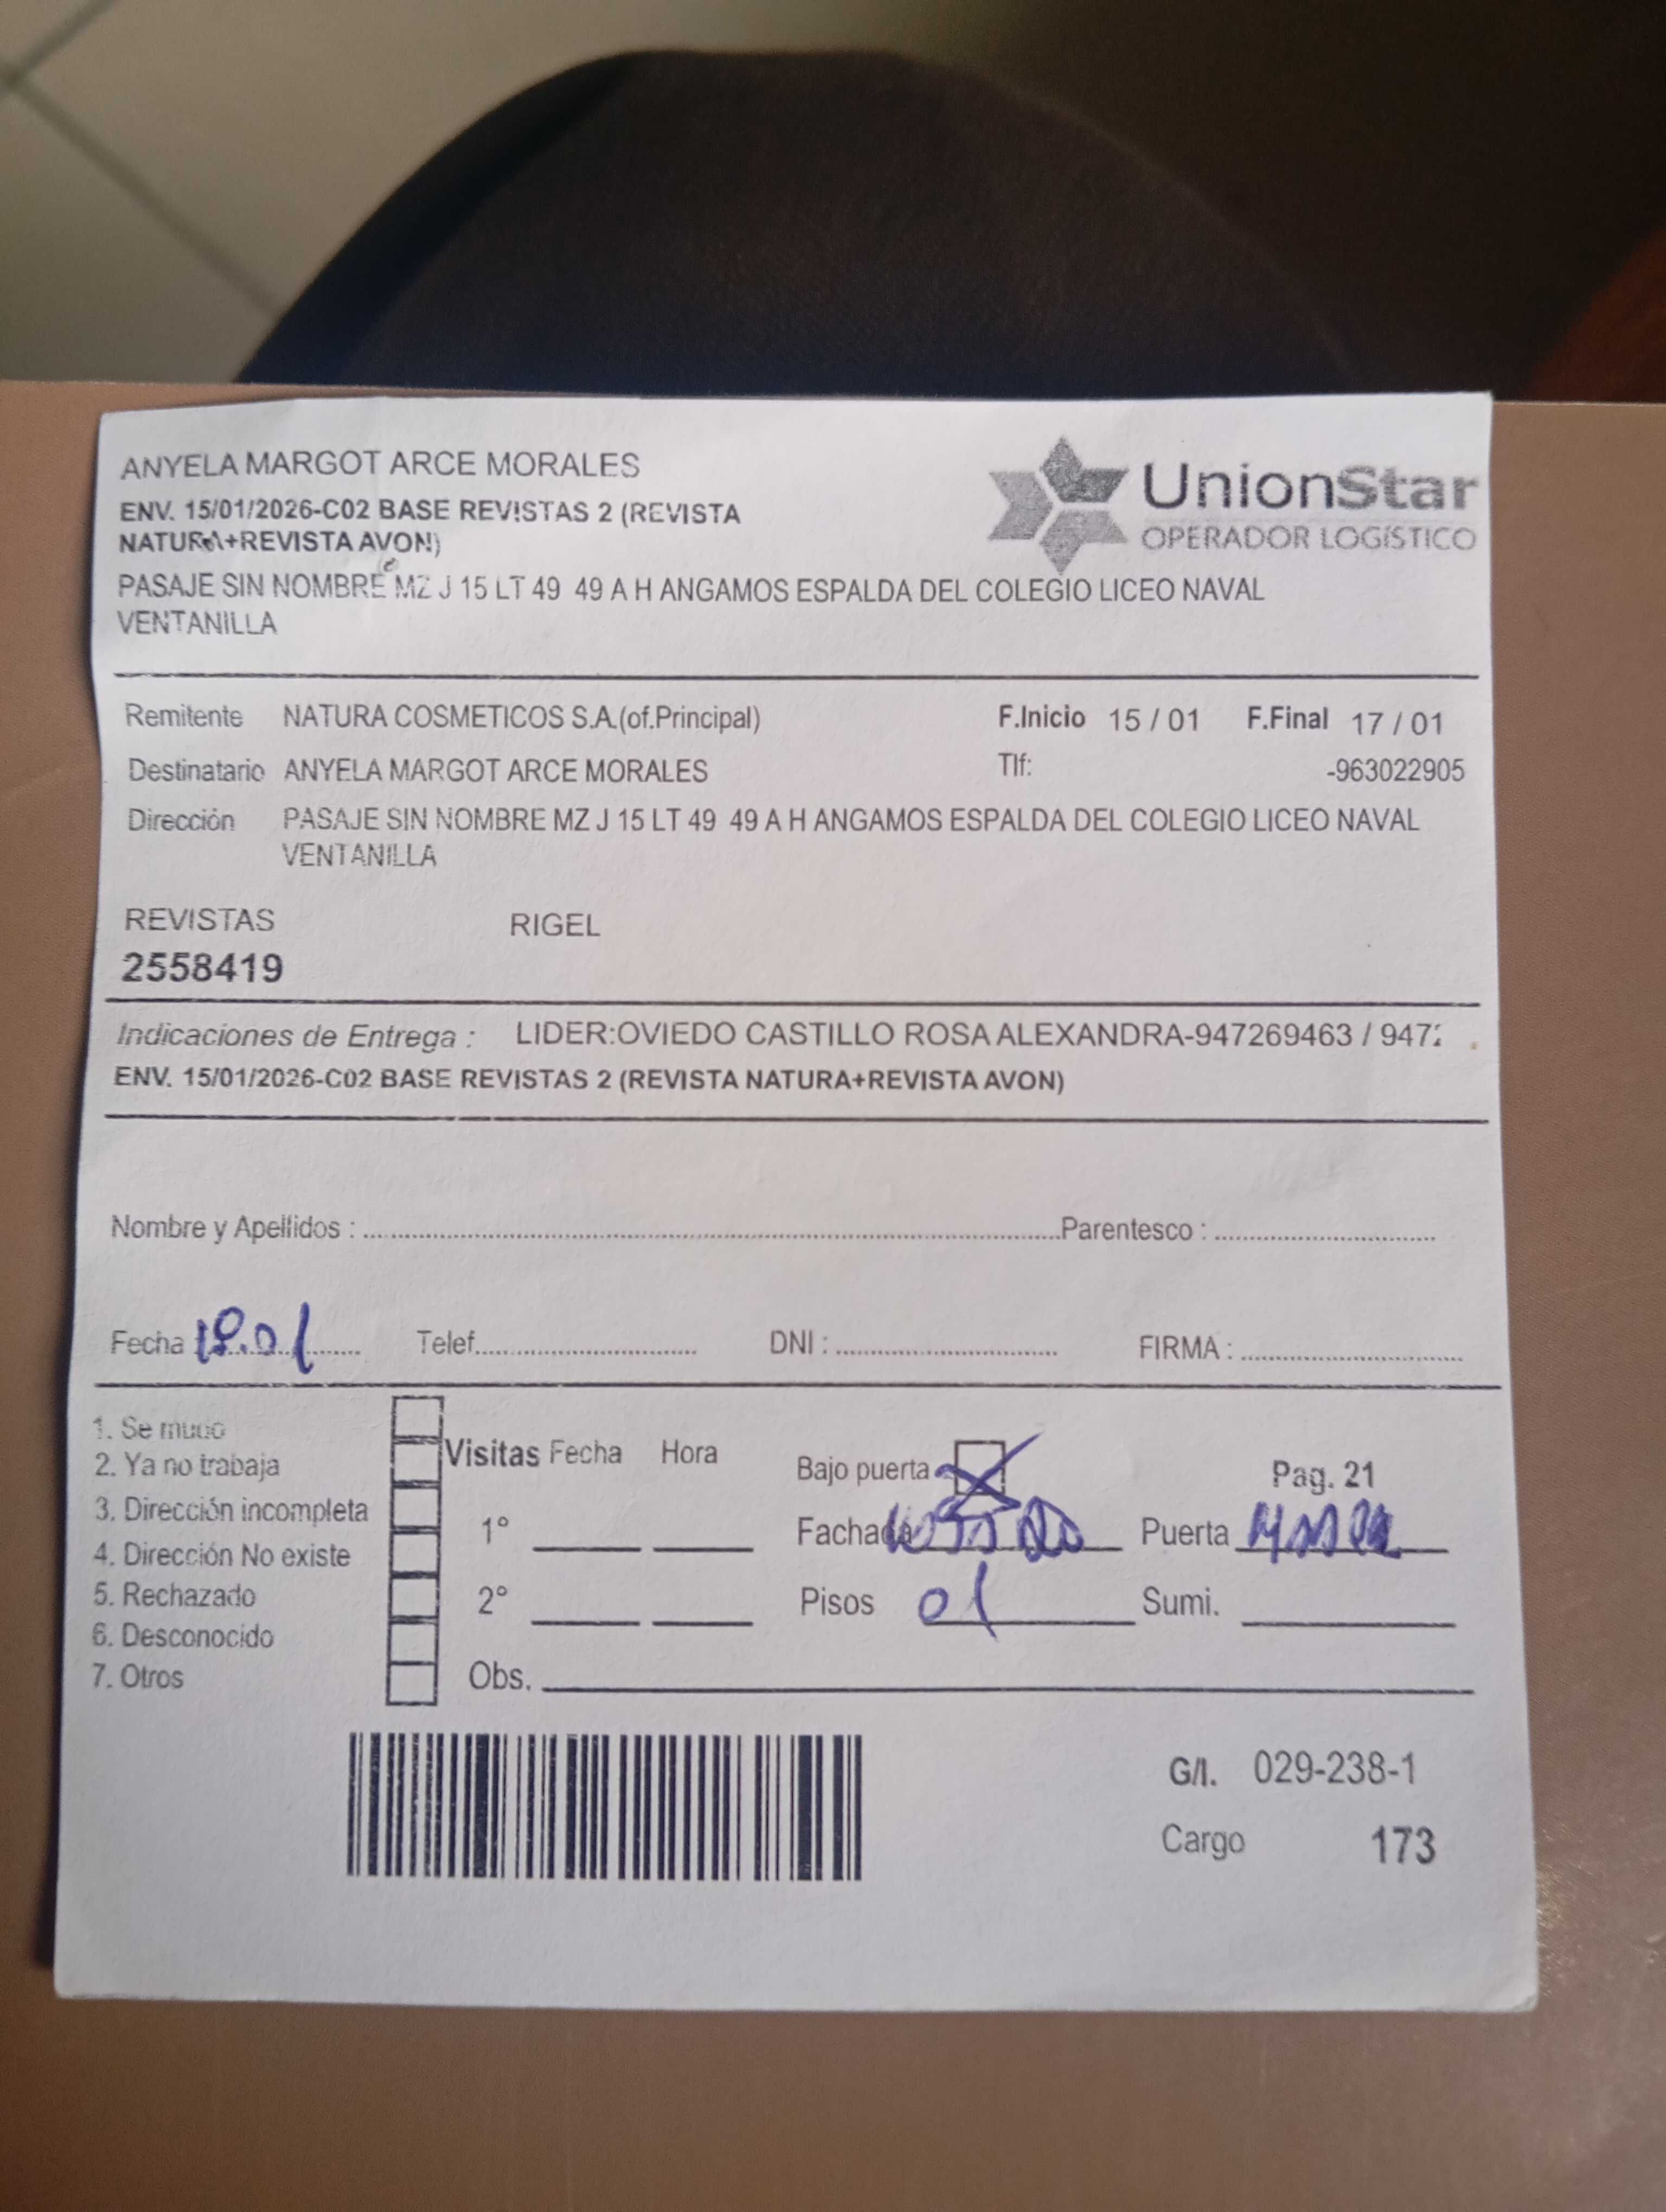 ANYELA MARGOT ARCE MORALES
ENV. 15/01/2026-C02 BASE REVISTAS 2 (REVISTA
NATURA+REVISTA AVON)
PASAJE SIN NOMBRE MZ J 15 LT 49 49 A H ANGAMOS ESPALDA DEL COLEGIO LICEO NAVAL
VENTANILLA
UnionStar
OPERADOR LOGÍSTICO
Remitente NATURA COSMETICOS S.A.(of.Principal) F.Inicio 15 / 01 F.Final 17 / 01
Destinatario ANYELA MARGOT ARCE MORALES Tlf: -963022905
Dirección PASAJE SIN NOMBRE MZ J 15 LT 49 49 A H ANGAMOS ESPALDA DEL COLEGIO LICEO NAVAL
VENTANILLA
REVISTAS RIGEL
2558419
Indicaciones de Entrega : LIDER:OVIEDO CASTILLO ROSA ALEXANDRA-947269463 / 947
ENV. 15/01/2026-C02 BASE REVISTAS 2 (REVISTA NATURA+REVISTA AVON)
Nombre y Apellidos : Parentesco :
Fecha Telef. DNI : FIRMA :
1. Se mudo
2. Ya no trabaja
3. Dirección incompleta
4. Dirección No existe
5. Rechazado
6. Desconocido
7. Otros
Visitas Fecha Hora
1°
2°
Obs.
Bajo puerta Pag. 21
Fachada Puerta
Pisos 01 Sumi.
G/I. 029-238-1
Cargo 173